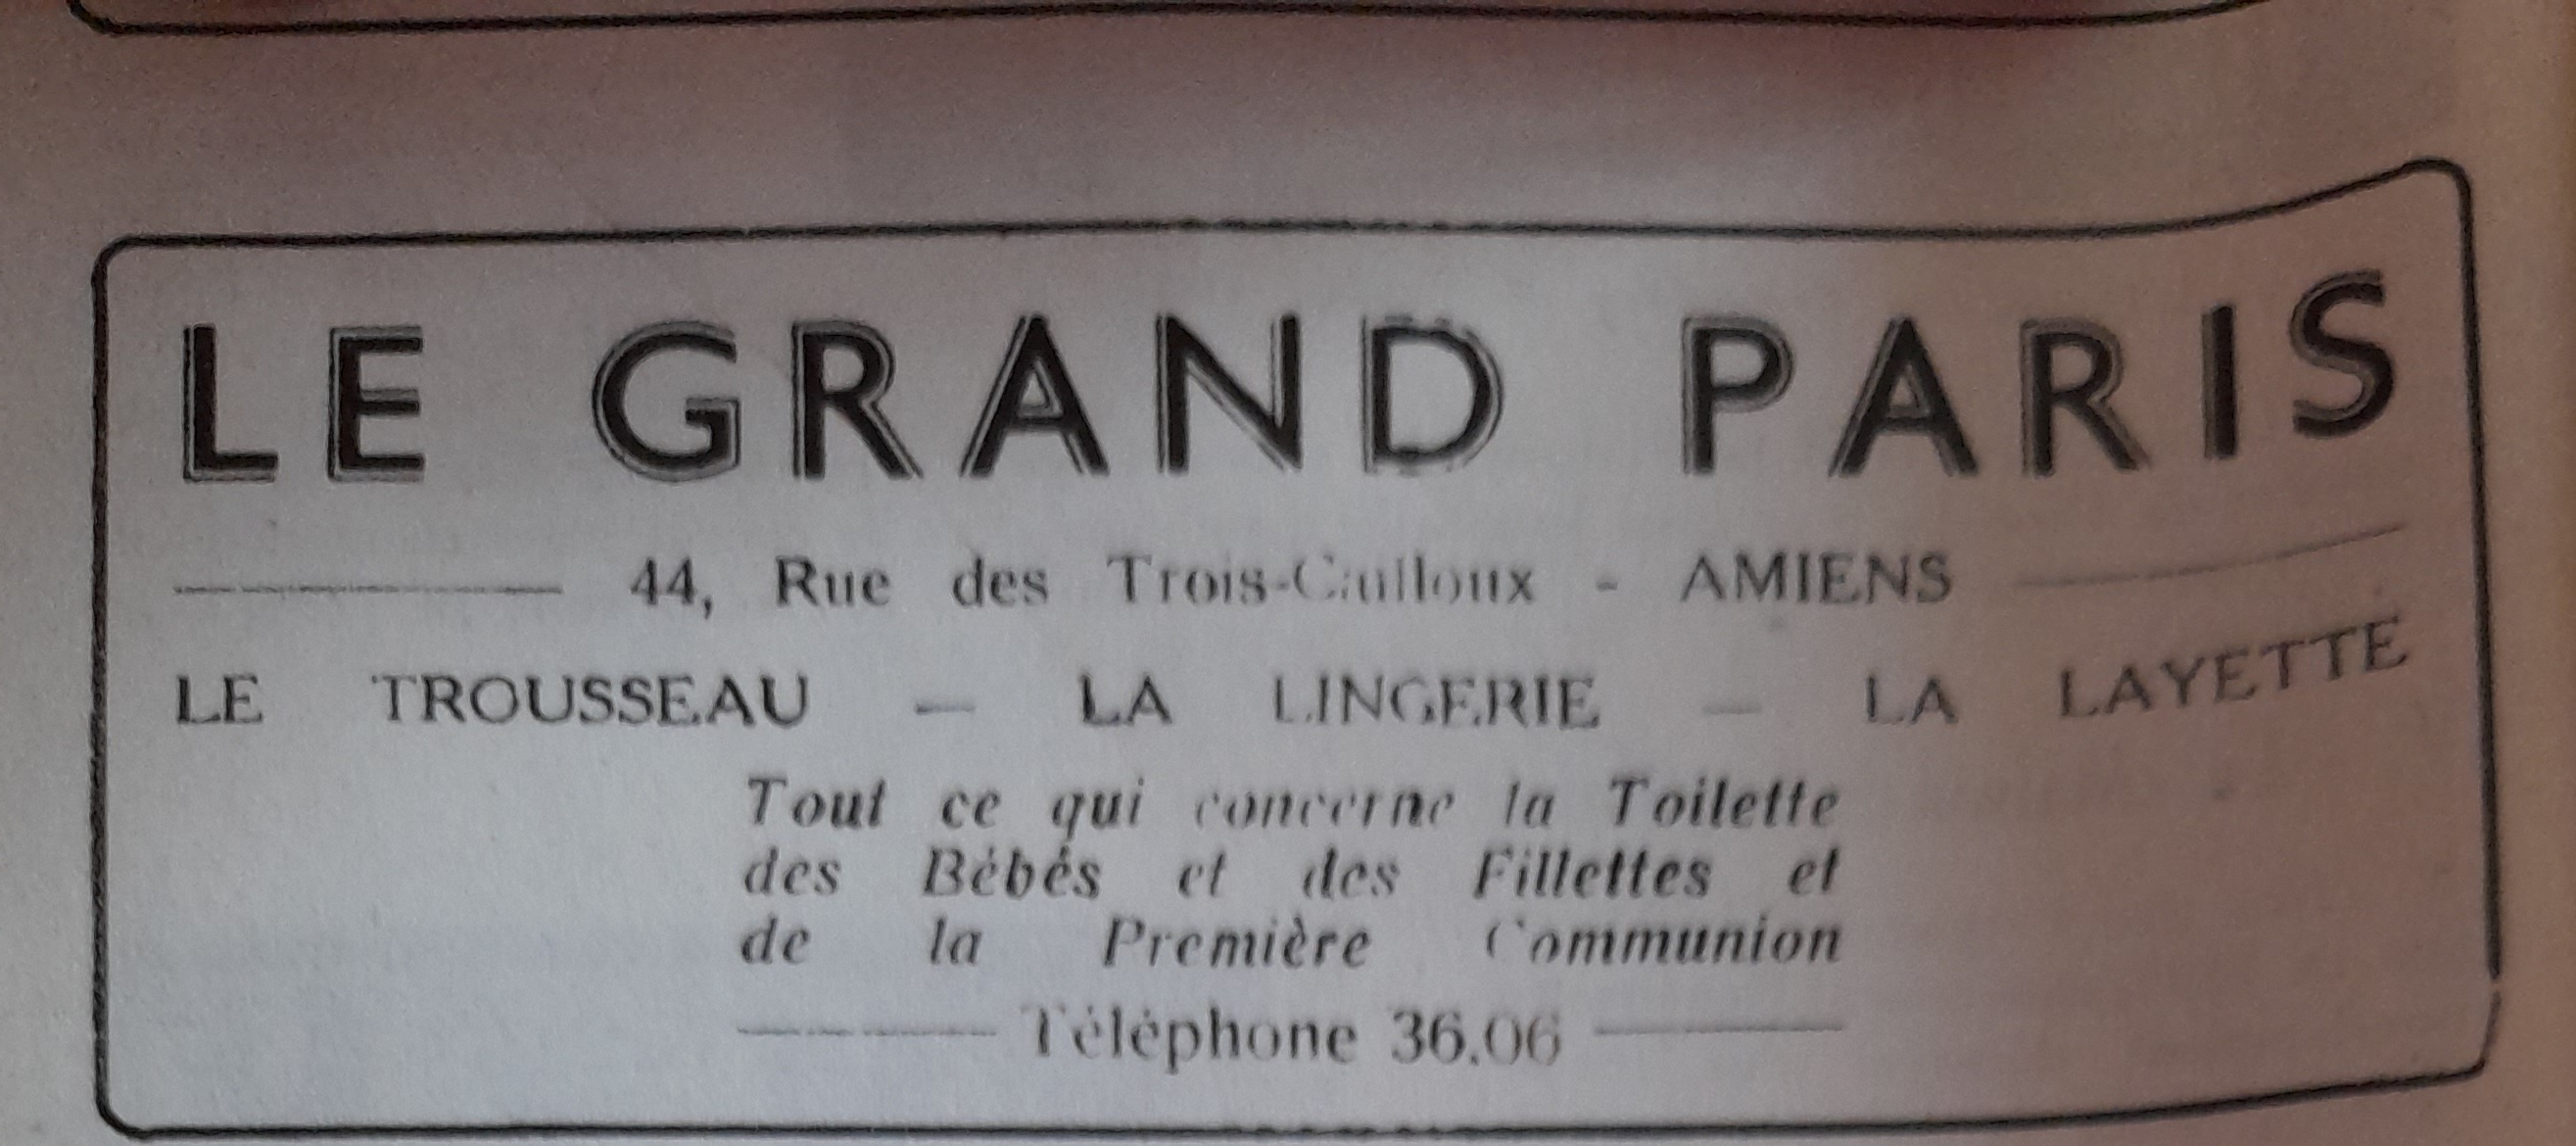 LE GRAND PARIS
44, Rue des Trois-Cailloux - AMIENS
LE TROUSSEAU — LA LINGERIE — LA LAYETTE
Tout ce qui concerne la Toilette
des Bébés et des Fillettes et
de la Première Communion
Téléphone 36.06